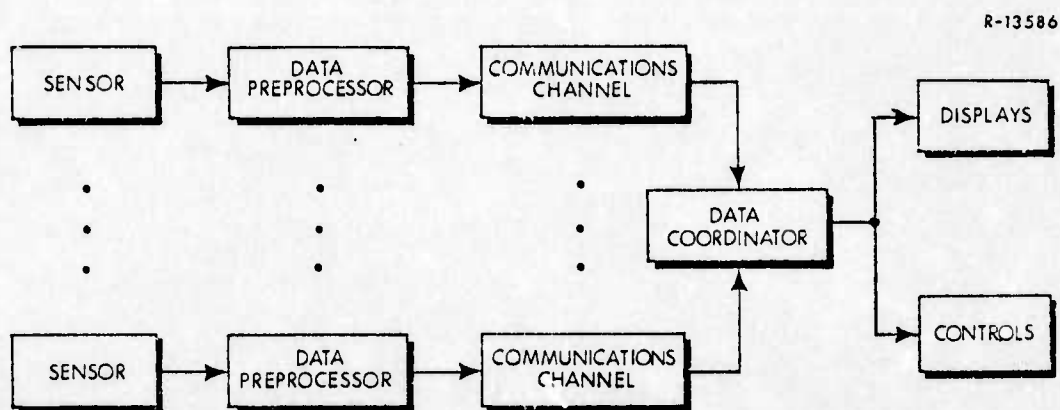 R-13586
SENSOR
DATA
PREPROCESSOR
COMMUNICATIONS
CHANNEL
DISPLAYS
DATA
COORDINATOR
CONTROLS
SENSOR
DATA
PREPROCESSOR
COMMUNICATIONS
CHANNEL